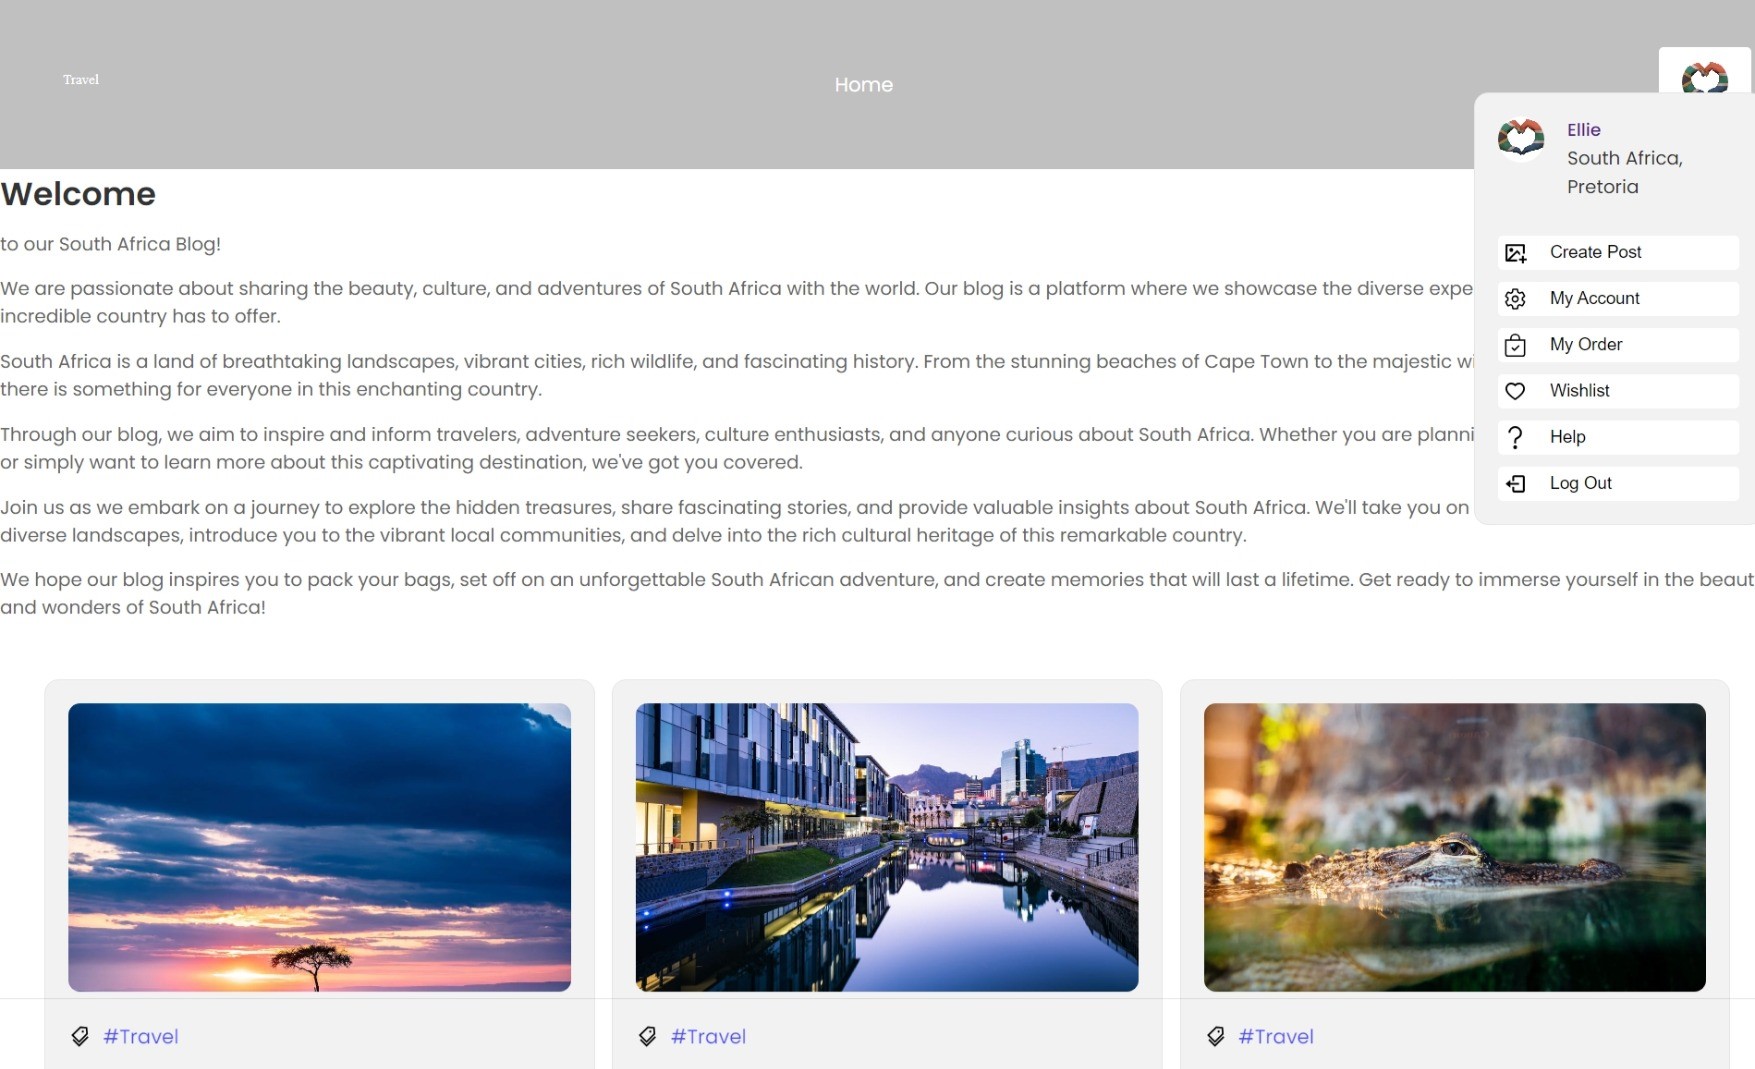 Travel
Home
Ellie
South Africa,
Pretoria
Create Post
My Account
My Order
Wishlist
Help
Log Out
Welcome
to our South Africa Blog!
We are passionate about sharing the beauty, culture, and adventures of South Africa with the world. Our blog is a platform where we showcase the diverse
incredible country has to offer.
South Africa is a land of breathtaking landscapes, vibrant cities, rich wildlife, and fascinating history. From the stunning beaches of Cape Town to the majestic
there is something for everyone in this enchanting country.
Through our blog, we aim to inspire and inform travelers, adventure seekers, culture enthusiasts, and anyone curious about South Africa. Whether you are
or simply want to learn more about this captivating destination, we've got you covered.
Join us as we embark on a journey to explore the hidden treasures, share fascinating stories, and provide valuable insights about South Africa. We'll take you on
diverse landscapes, introduce you to the vibrant local communities, and delve into the rich cultural heritage of this remarkable country.
We hope our blog inspires you to pack your bags, set off on an unforgettable South African adventure, and create memories that will last a lifetime. Get ready to immerse yourself in the
and wonders of South Africa!
#Travel
#Travel
#Travel